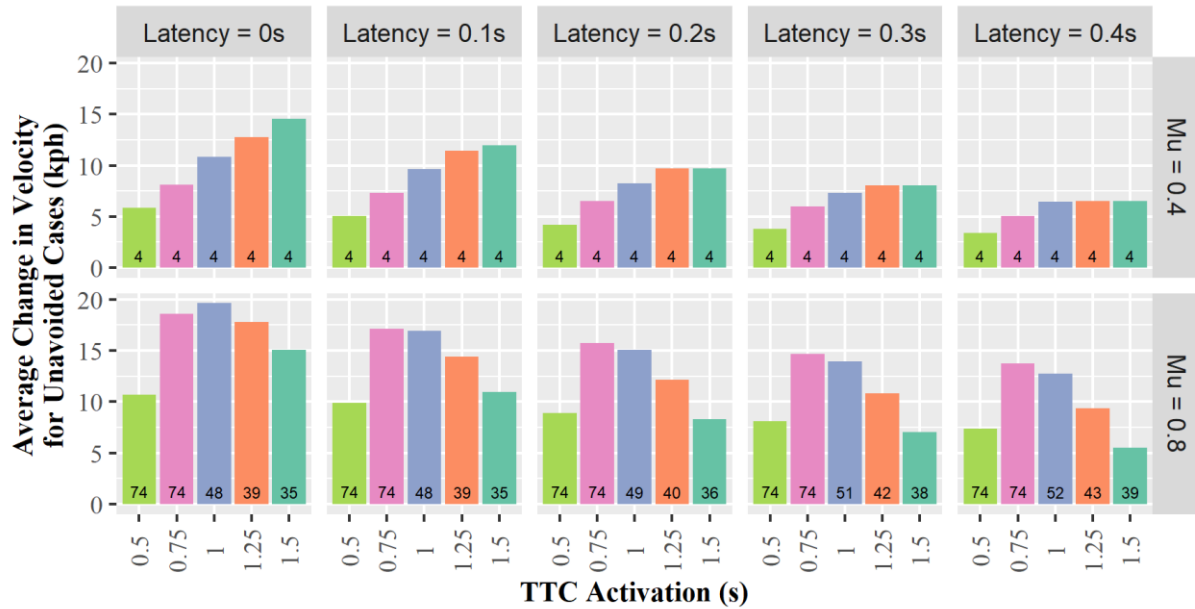 Latency = 0s Latency = 0.1s Latency = 0.2s Latency = 0.3s Latency = 0.4s
Average Change in Velocity
for Unavoided Cases (kph)
20
15
10
5
0
4 4 4 4 4
4 4 4 4 4
4 4 4 4 4
4 4 4 4 4
4 4 4 4 4
Mu = 0.4
20
15
10
5
0
74 74 48 39 35
74 74 48 39 35
74 74 49 40 36
74 74 51 42 38
74 74 52 43 39
Mu = 0.8
0.5 0.75 1 1.25 1.5
0.5 0.75 1 1.25 1.5
0.5 0.75 1 1.25 1.5
0.5 0.75 1 1.25 1.5
0.5 0.75 1 1.25 1.5
TTC Activation (s)